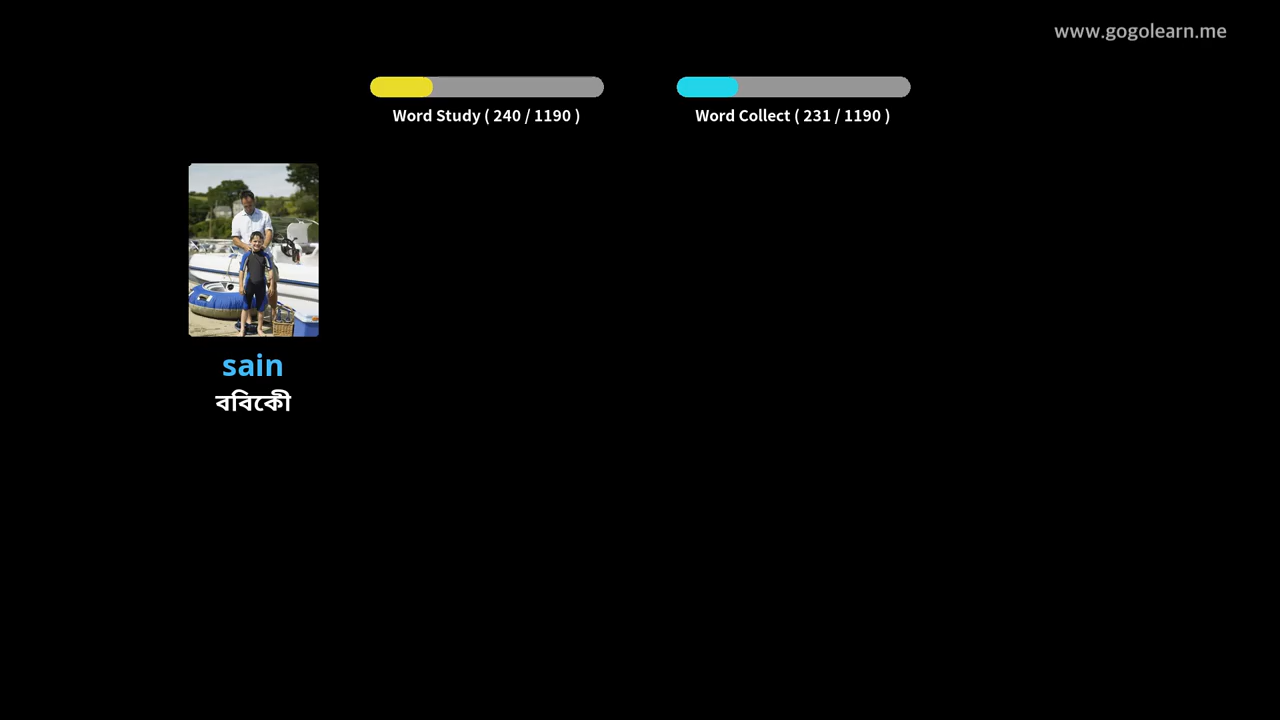 www.gogolearn.me
Word Study ( 240 / 1190 )
Word Collect ( 231 / 1190 )
sain
ববিকেী